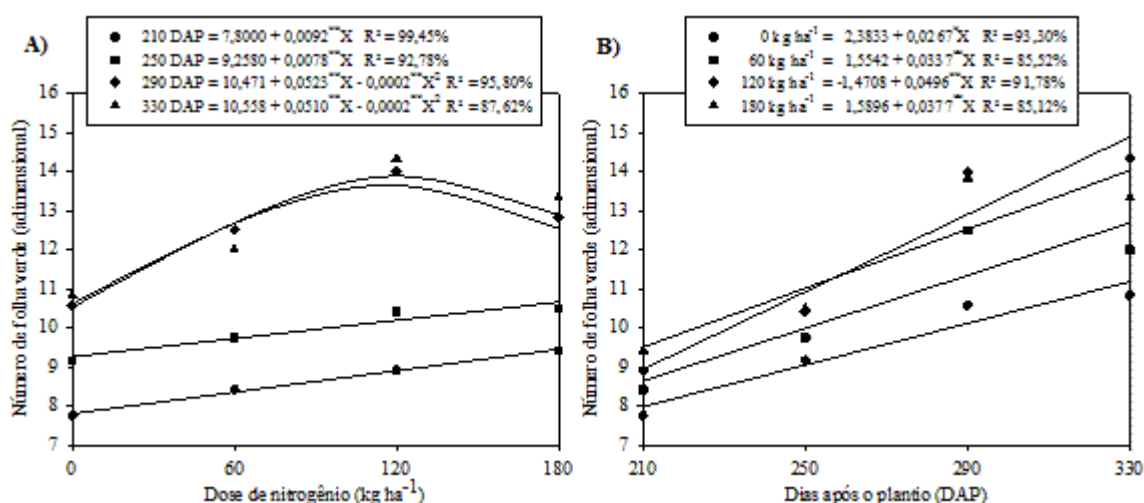 A)
210 DAP = 7,8000 + 0,0092**X R² = 99,45%
250 DAP = 9,2580 + 0,0078**X R² = 92,78%
290 DAP = 10,471 + 0,0523**X - 0,0002**X² R² = 95,80%
330 DAP = 10,558 + 0,0510**X - 0,0002**X² R² = 87,62%
16
15
14
13
12
11
10
9
8
7
Número de folha verde (adimensional)
0 60 120 180
Dose de nitrogênio (kg ha⁻¹)
B)
0 kg ha⁻¹ = 2,3833 + 0,0267*X R² = 93,30%
60 kg ha⁻¹ = 1,5542 + 0,0337**X R² = 85,52%
120 kg ha⁻¹ = -1,4708 + 0,0496**X R² = 91,78%
180 kg ha⁻¹ = 1,5896 + 0,0377**X R² = 85,12%
16
15
14
13
12
11
10
9
8
7
Número de folha verde (adimensional)
210 250 290 330
Dias após o plantio (DAP)